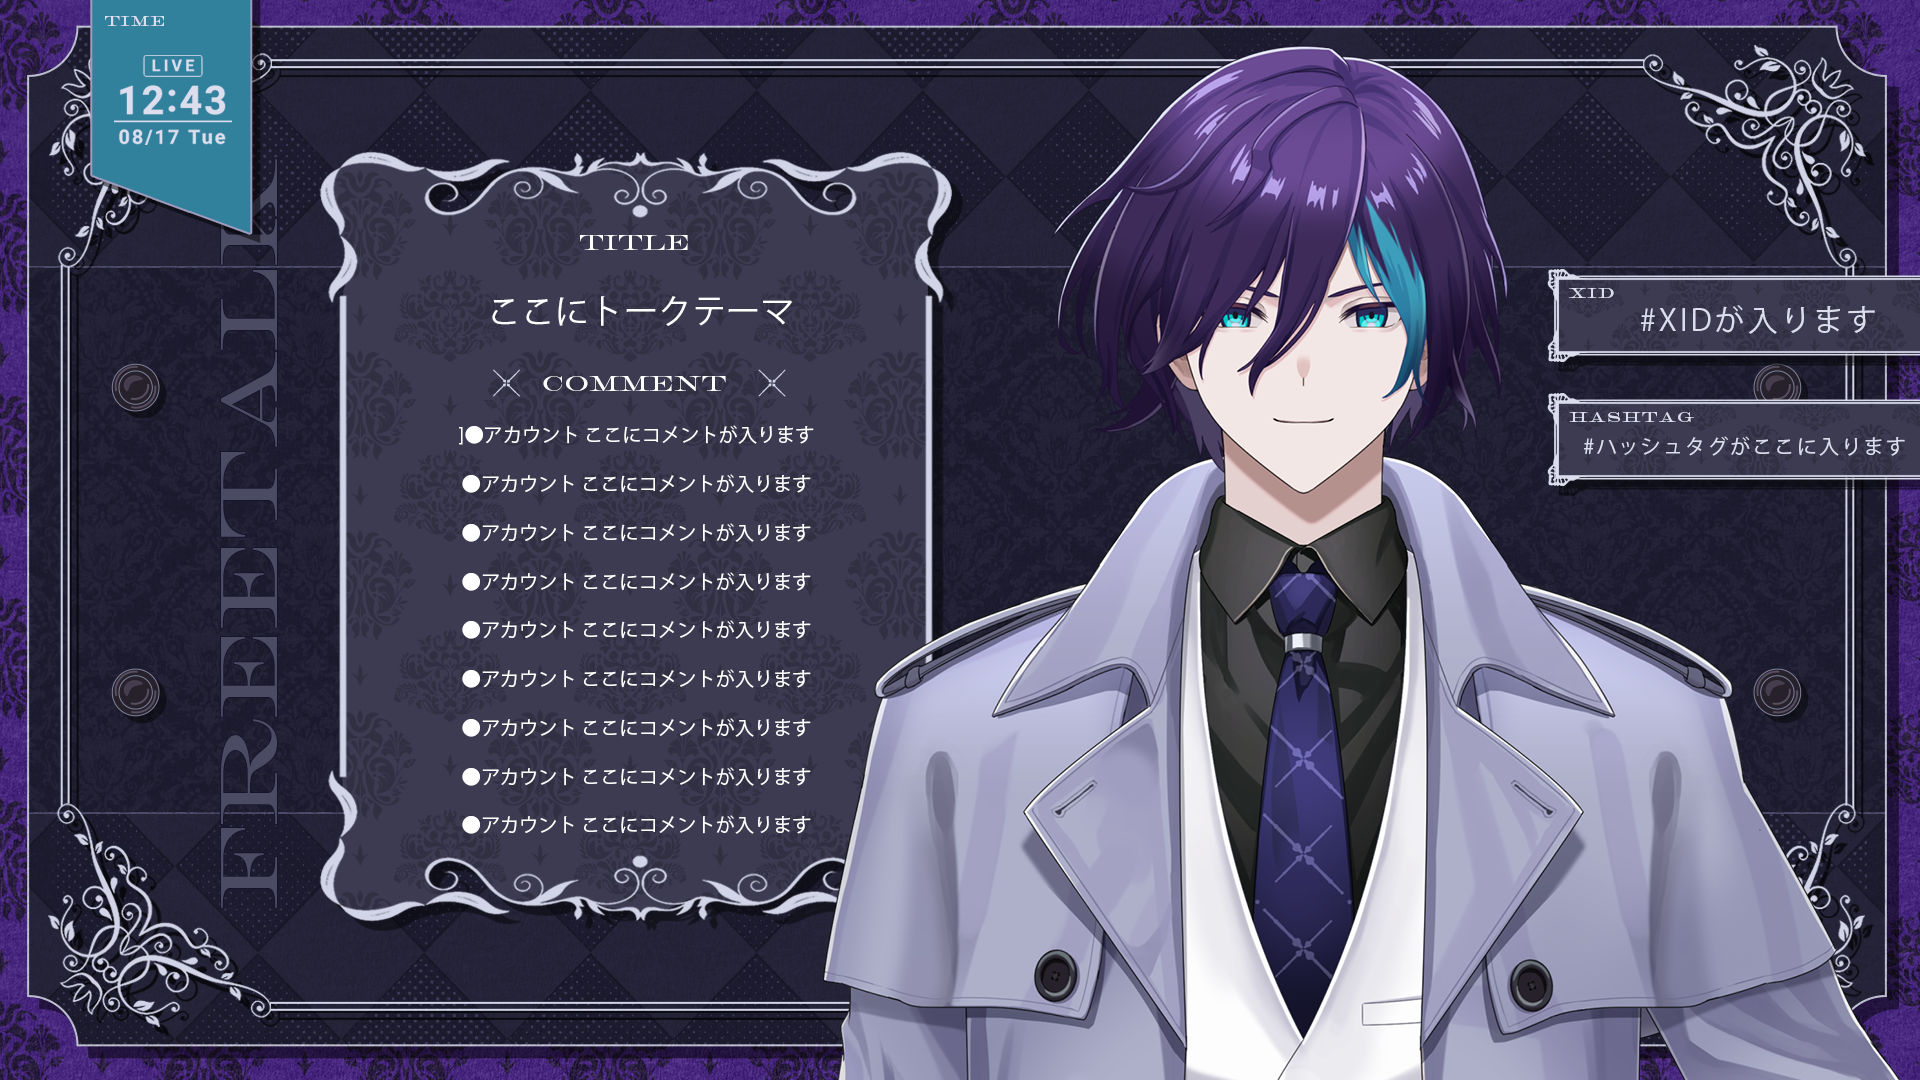 TIME
LIVE
12:43
08/17 Tue
FREETALK
TITLE
ここにトークテーマ
COMMENT
]●アカウント ここにコメントが入ります
●アカウント ここにコメントが入ります
●アカウント ここにコメントが入ります
●アカウント ここにコメントが入ります
●アカウント ここにコメントが入ります
●アカウント ここにコメントが入ります
●アカウント ここにコメントが入ります
●アカウント ここにコメントが入ります
●アカウント ここにコメントが入ります
XID
#XIDが入ります
HASHTAG
#ハッシュタグがここに入ります